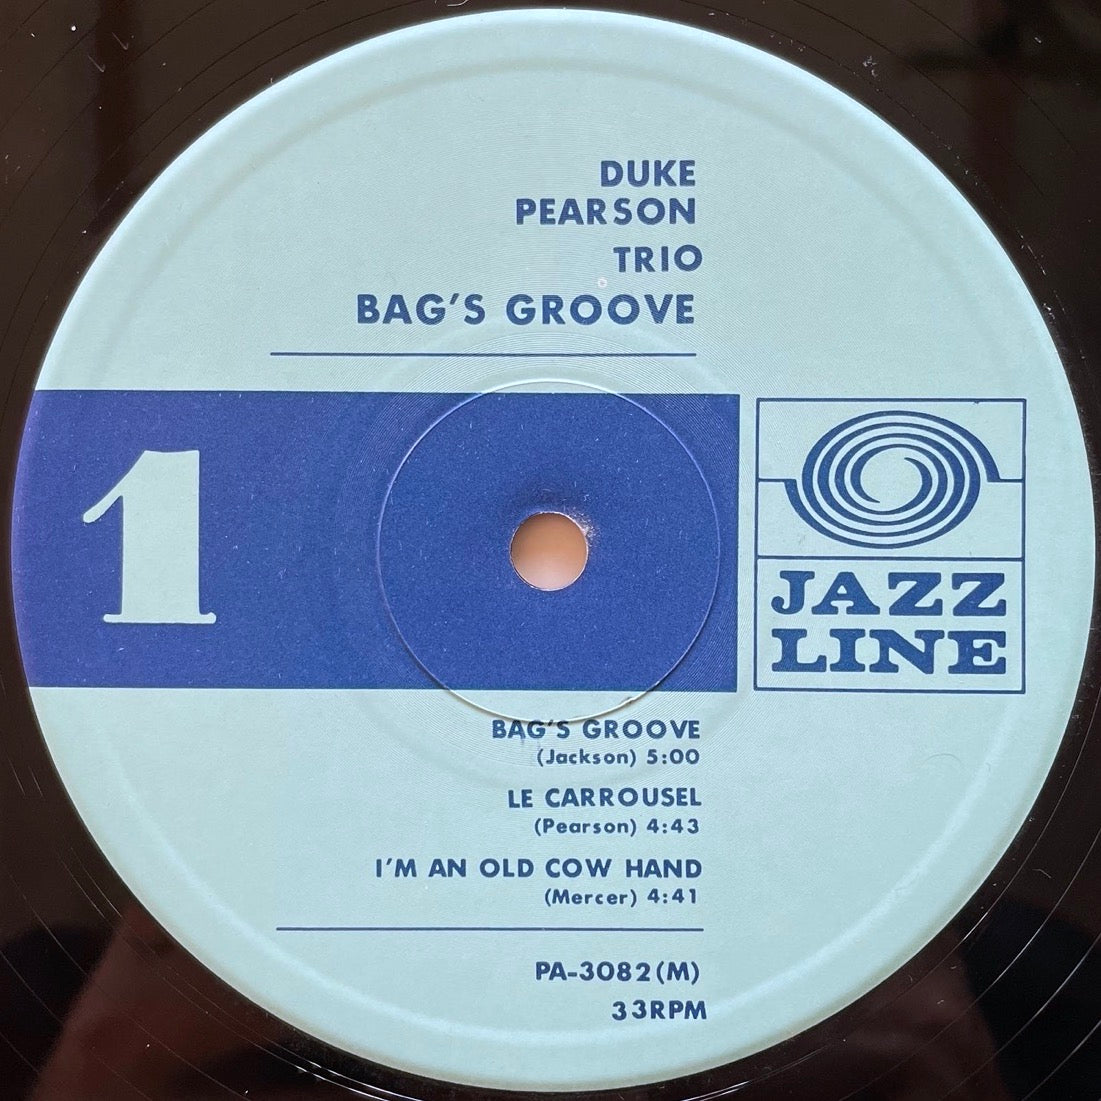 DUKE
PEARSON
TRIO
BAG'S GROOVE
1
JAZZ
LINE
BAG'S GROOVE
(Jackson) 5:00
LE CARROUSEL
(Pearson) 4:43
I'M AN OLD COW HAND
(Mercer) 4:41
PA-3082(M)
33RPM